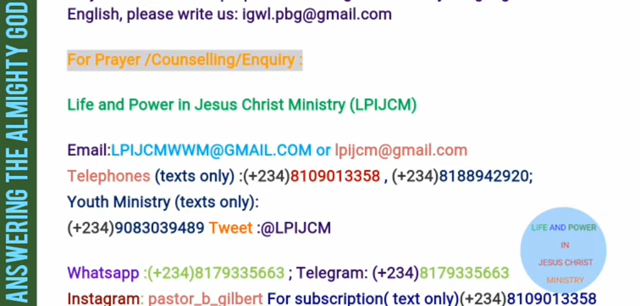 English, please write us: igwl.pbg@gmail.com
For Prayer /Counselling/Enquiry :
Life and Power in Jesus Christ Ministry (LPIJCM)
Email:LPIJCMWWM@GMAIL.COM or lpijcm@gmail.com
Telephones (texts only) :(+234)8109013358 , (+234)8188942920;
Youth Ministry (texts only):
(+234)9083039489 Tweet :@LPIJCM
Whatsapp :(+234)8179335663 ; Telegram: (+234)8179335663
Instagram: pastor_b_gilbert For subscription( text only)(+234)8109013358
ANSWERING THE ALMIGHTY GOD
LIFE AND POWER
IN
JESUS CHRIST
MINISTRY